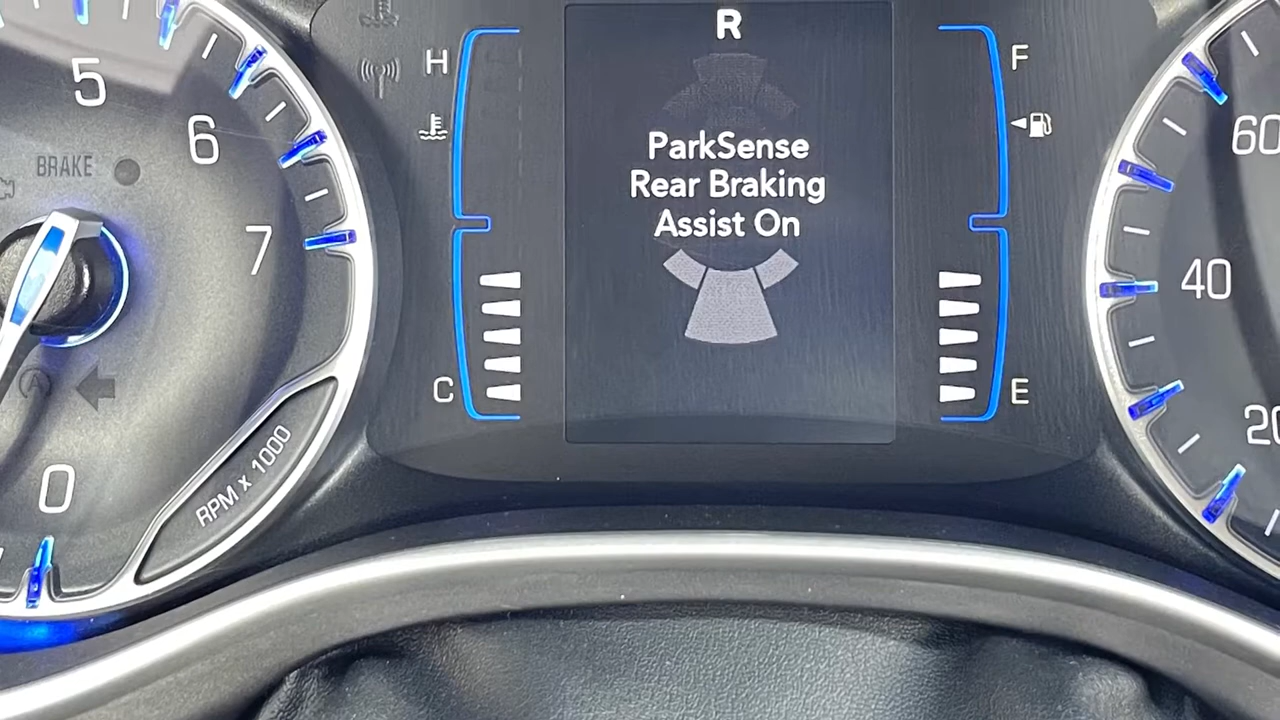 R
H
F
5
6
BRAKE
7
ParkSense
Rear Braking
Assist On
60
40
20
C
E
0
RPM x 1000